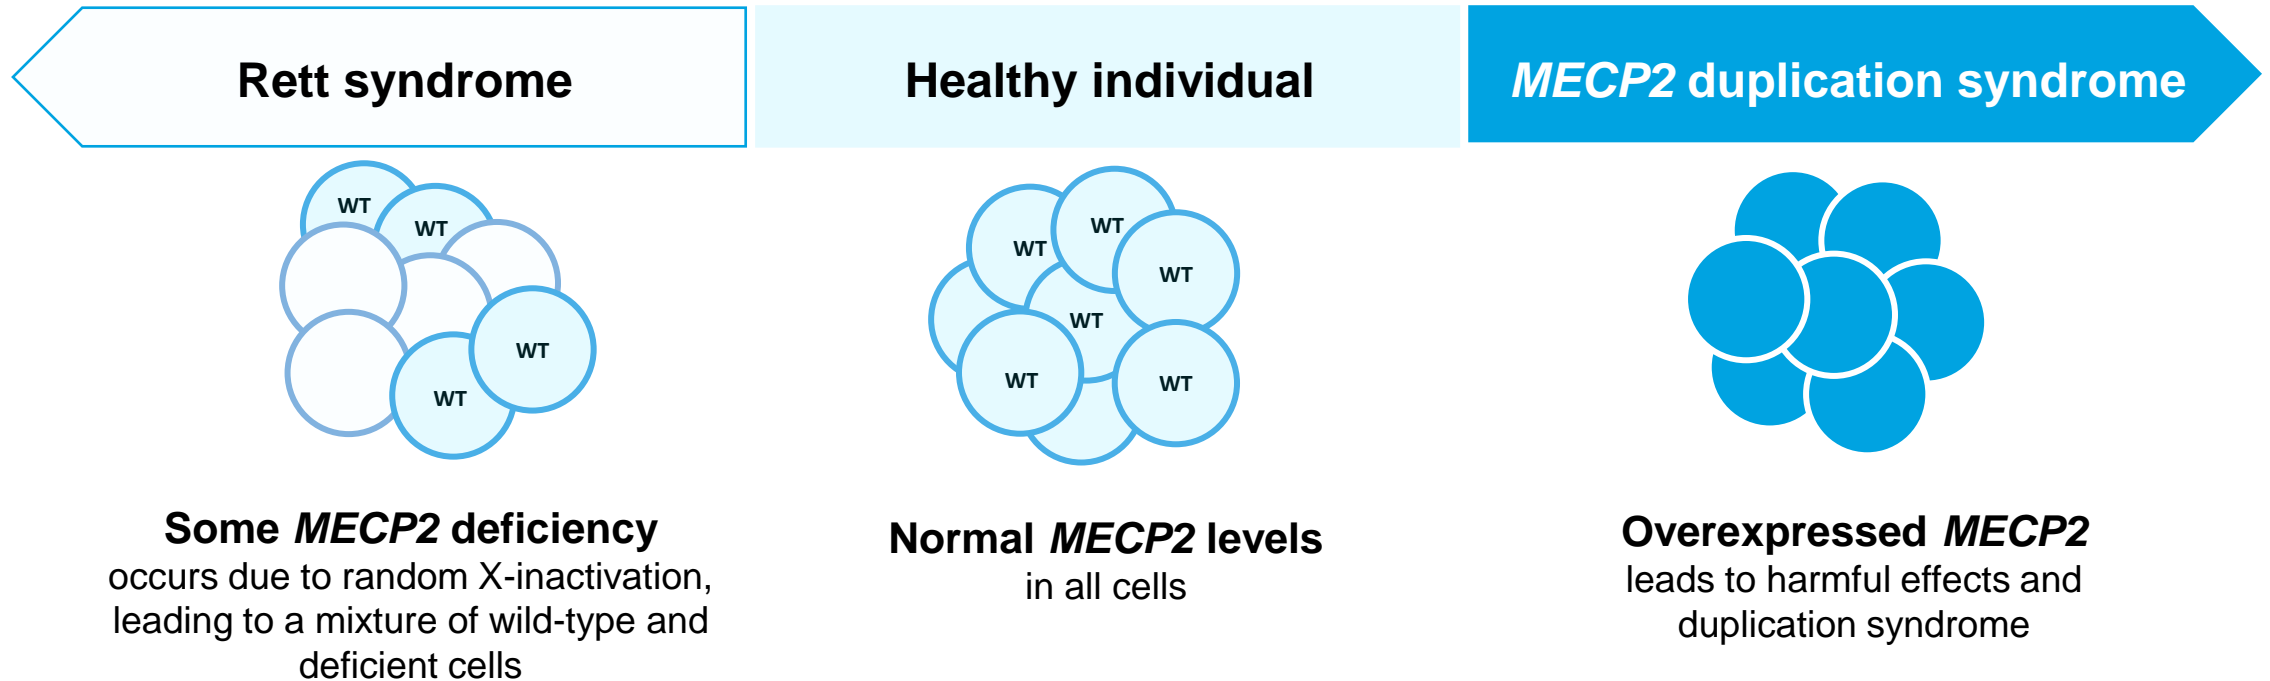 Rett syndrome
Healthy individual
MECP2 duplication syndrome
WT
WT
WT
WT
WT
WT
WT
WT
WT
WT
Some MECP2 deficiency
occurs due to random X-inactivation,
leading to a mixture of wild-type and
deficient cells
Normal MECP2 levels
in all cells
Overexpressed MECP2
leads to harmful effects and
duplication syndrome